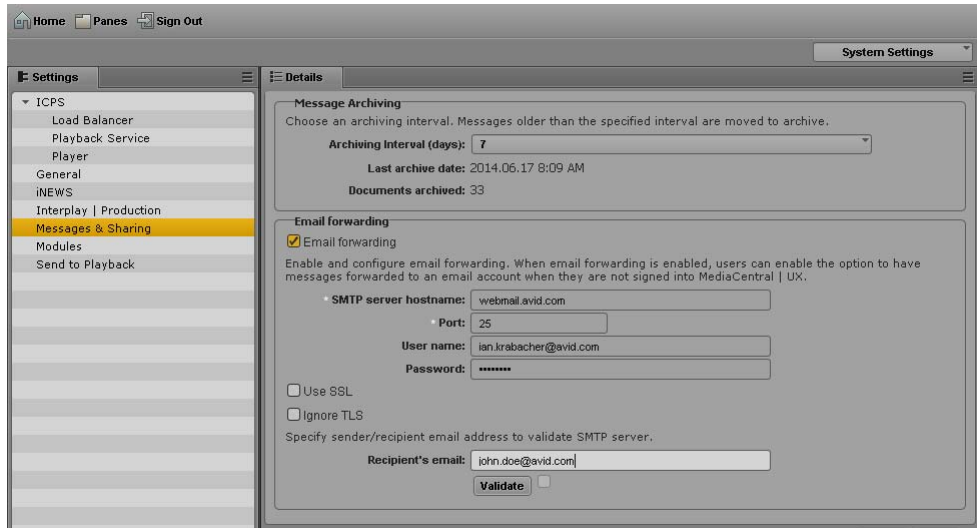 Home Panes Sign Out
System Settings
Settings
ICPS
Load Balancer
Playback Service
Player
General
iNEWS
Interplay | Production
Messages & Sharing
Modules
Send to Playback
Details
Message Archiving
Choose an archiving interval. Messages older than the specified interval are moved to archive.
Archiving Interval (days): 7
Last archive date: 2014.06.17 8:09 AM
Documents archived: 33
Email forwarding
Email forwarding
Enable and configure email forwarding. When email forwarding is enabled, users can enable the option to have
messages forwarded to an email account when they are not signed into MediaCentral | UX.
* SMTP server hostname: webmail.avid.com
* Port: 25
User name: ian.krabacher@avid.com
Password: ••••••••
Use SSL
Ignore TLS
Specify sender/recipient email address to validate SMTP server.
Recipient's email: john.doe@avid.com
Validate